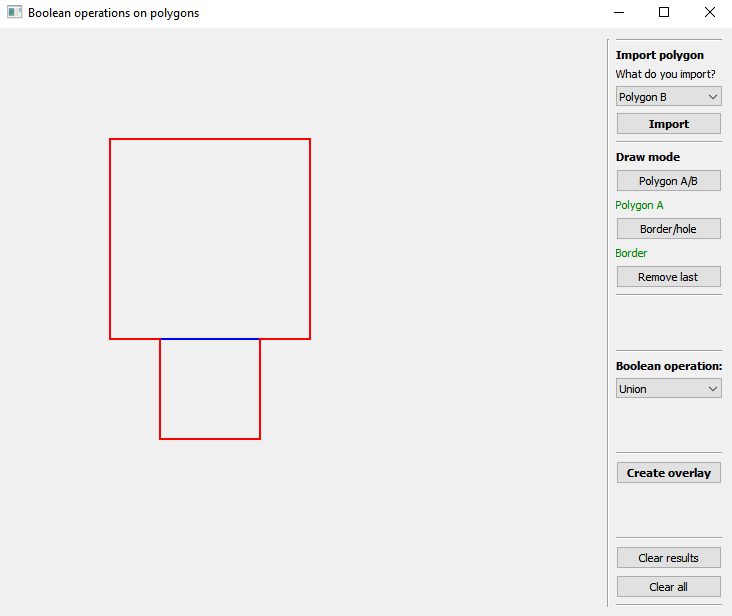 Boolean operations on polygons
Import polygon
What do you import?
Polygon B
Import
Draw mode
Polygon A/B
Polygon A
Border/hole
Border
Remove last
Boolean operation:
Union
Create overlay
Clear results
Clear all